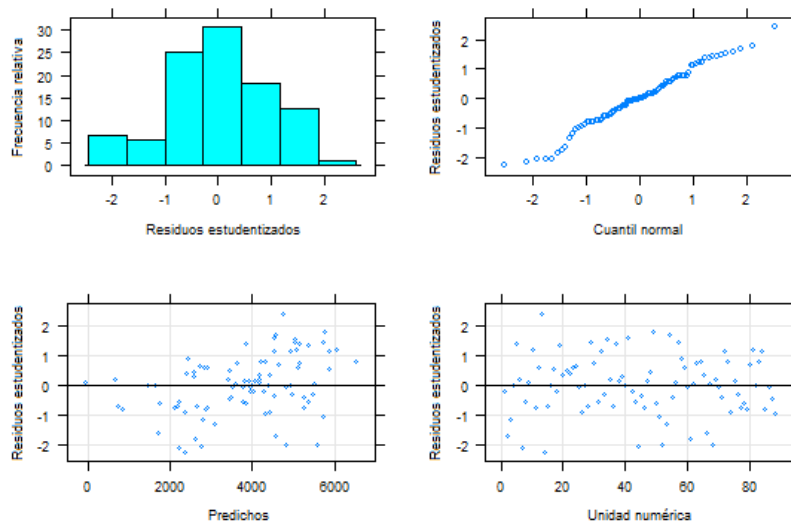 Frecuencia relativa
30
25
20
15
10
5
0
-2 -1 0 1 2
Residuos estudentizados
Residuos estudentizados
2
1
0
-1
-2
-2 -1 0 1 2
Cuantil normal
Residuos estudentizados
2
1
0
-1
-2
0 2000 4000 6000
Predichos
Residuos estudentizados
2
1
0
-1
-2
0 20 40 60 80
Unidad numérica